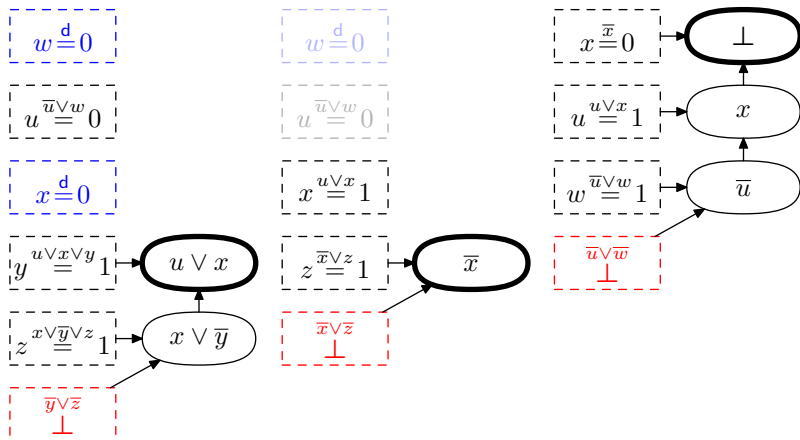 w =ᵈ 0
u =^{u̅∨w} 0
x =ᵈ 0
y =^{u∨x∨y} 1
u ∨ x
z =^{x∨y̅∨z} 1
x ∨ y̅
y̅∨z̅
⊥
w =ᵈ 0
u =^{u̅∨w} 0
x =^{u∨x} 1
z =^{x̅∨z} 1
x̅
x̅∨z̅
⊥
x =^{x̅} 0
⊥
u =^{u∨x} 1
x
w =^{u̅∨w} 1
u̅
u̅∨w̅
⊥